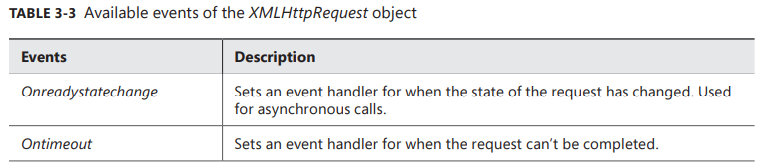 TABLE 3-3 Available events of the XMLHttpRequest object
Events Description
Onreadystatechange Sets an event handler for when the state of the request has changed. Used
for asynchronous calls.
Ontimeout Sets an event handler for when the request can't be completed.